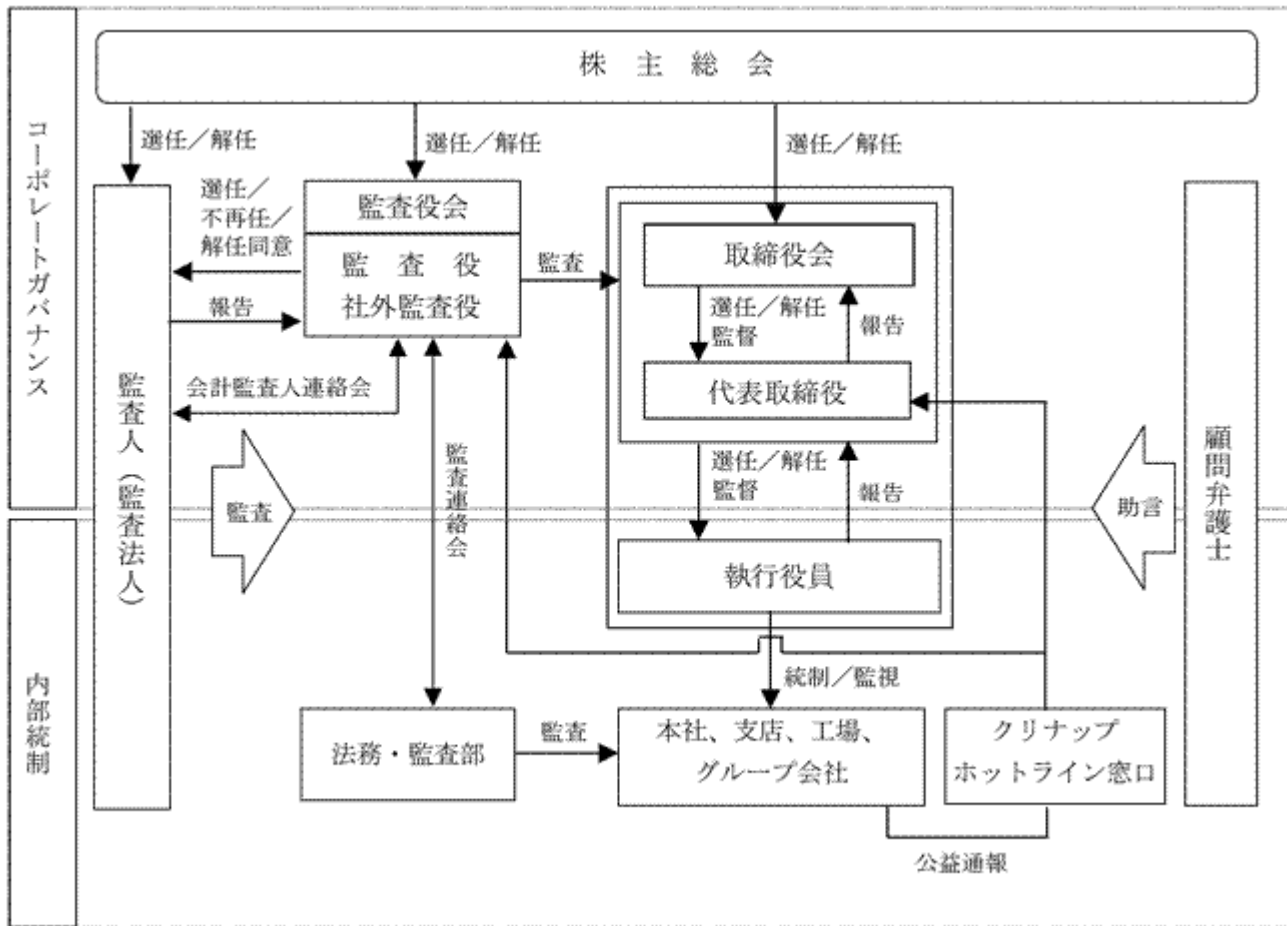 株主総会
コーポレートガバナンス
選任／解任
選任／解任
選任／解任
監査人（監査法人）
選任／
不再任／
解任同意
報告
会計監査人連絡会
監査役会
監査役
社外監査役
監査
取締役会
選任／解任
監督
報告
代表取締役
選任／解任
監督
報告
監査
監査連絡会
助言
顧問弁護士
執行役員
内部統制
統制／監視
法務・監査部
監査
本社、支店、工場、
グループ会社
クリナップ
ホットライン窓口
公益通報